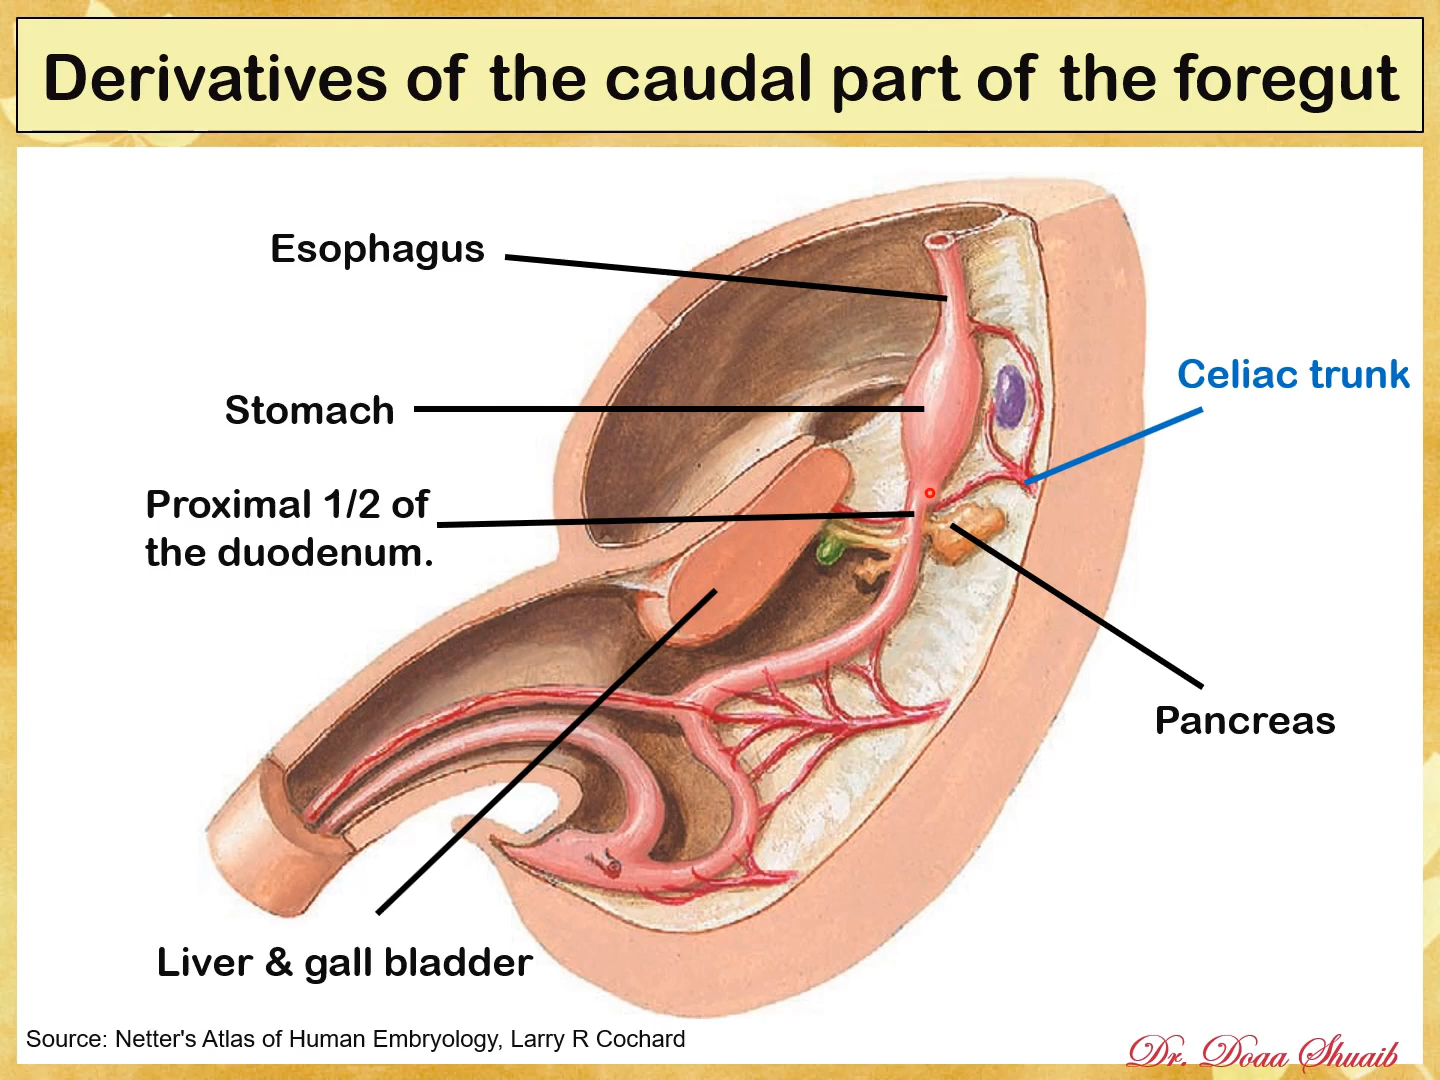 Derivatives of the caudal part of the foregut
Esophagus
Celiac trunk
Stomach
Proximal 1/2 of
the duodenum.
Pancreas
Liver & gall bladder
Source: Netter's Atlas of Human Embryology, Larry R Cochard
Dr. Doaa Shuaib